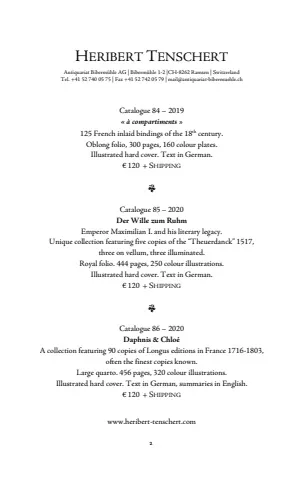 HERIBERT TENSCHERT
Antiquariat Bibermühle AG | Bibermühle 1-2 | CH-8262 Ramsen | Switzerland
Tel. +41 52 740 05 75 | Fax +41 52 742 05 79 | mail@antiquariat-bibermuehle.ch
Catalogue 84 – 2019
« à compartiments »
125 French inlaid bindings of the 18th century.
Oblong folio, 300 pages, 160 colour plates.
Illustrated hard cover. Text in German.
€ 120 + SHIPPING
Catalogue 85 – 2020
Der Wille zum Ruhm
Emperor Maximilian I. and his literary legacy.
Unique collection featuring five copies of the "Theuerdanck" 1517,
three on vellum, three illuminated.
Royal folio. 444 pages, 250 colour illustrations.
Illustrated hard cover. Text in German.
€ 120 + SHIPPING
Catalogue 86 – 2020
Daphnis & Chloé
A collection featuring 90 copies of Longus editions in France 1716-1803,
often the finest copies known.
Large quarto. 456 pages, 320 colour illustrations.
Illustrated hard cover. Text in German, summaries in English.
€ 120 + SHIPPING
www.heribert-tenschert.com
2